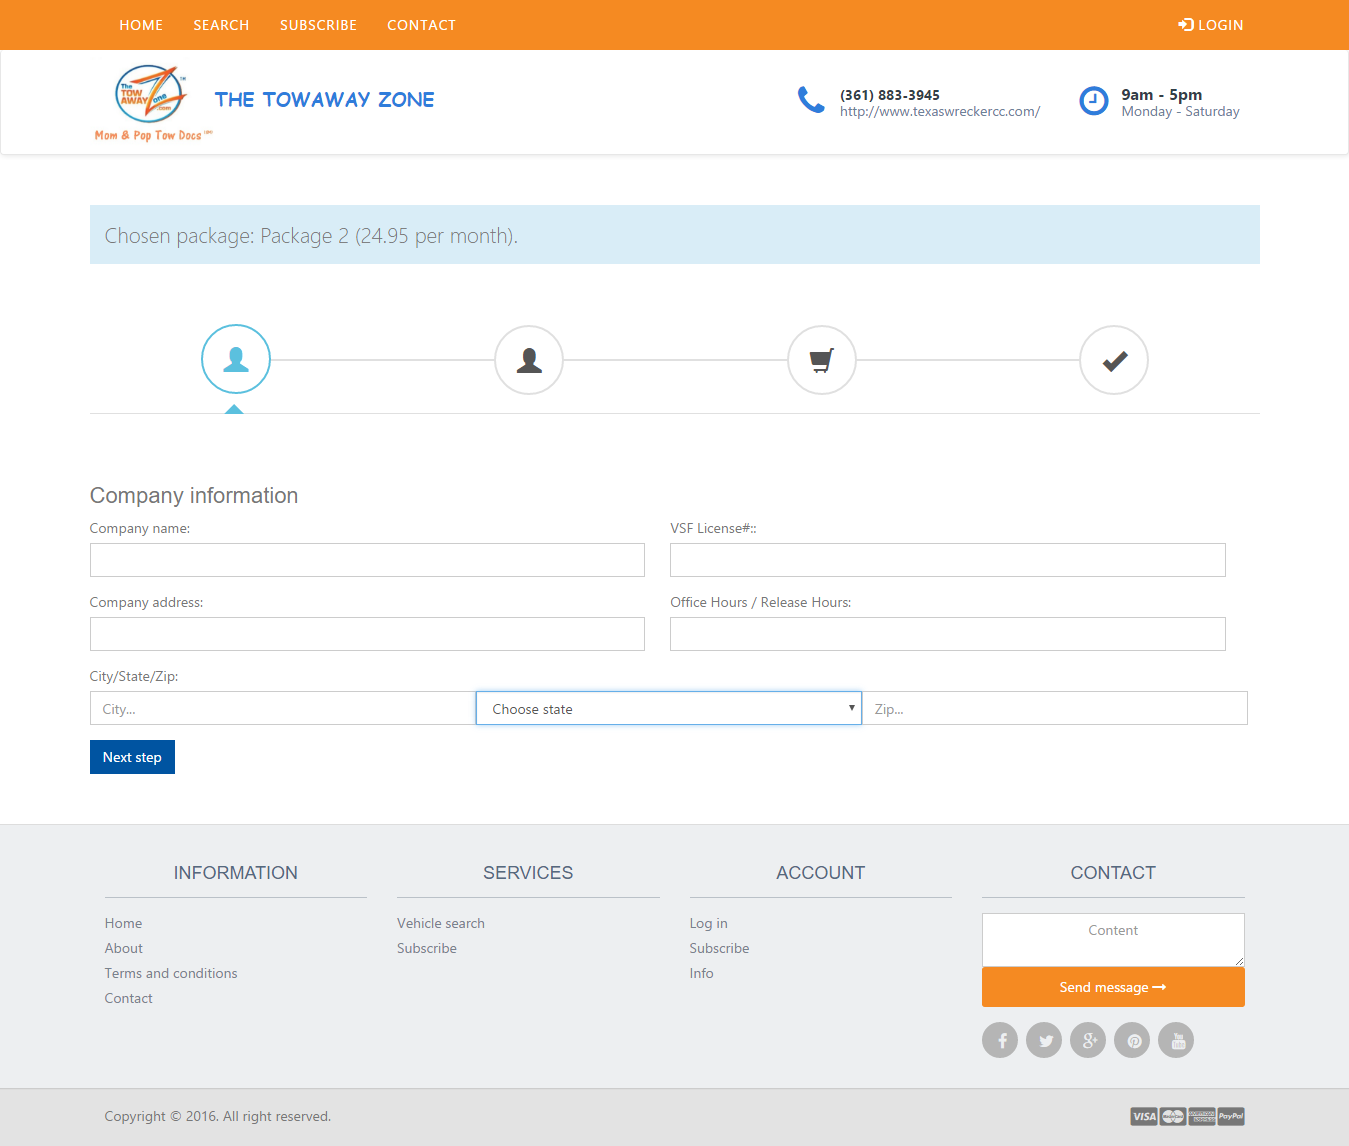 HOME SEARCH SUBSCRIBE CONTACT LOGIN
The TOW AWAY Zone .com ™
Mom & Pop Tow Docs
THE TOWAWAY ZONE
(361) 883-3945
http://www.texaswreckercc.com/
9am - 5pm
Monday - Saturday
Chosen package: Package 2 (24.95 per month).
Company information
Company name: VSF License#::
Company address: Office Hours / Release Hours:
City/State/Zip:
City... Choose state Zip...
Next step
INFORMATION
Home
About
Terms and conditions
Contact
SERVICES
Vehicle search
Subscribe
ACCOUNT
Log in
Subscribe
Info
CONTACT
Content
Send message
Copyright © 2016. All right reserved.
VISA MasterCard PayPal